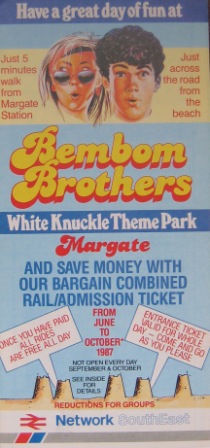 Have a great day of fun at
Just 5
minutes
walk
from
Margate
Station
Just
across
the road
from
the
beach
Bembom
Brothers
White Knuckle Theme Park
Margate
AND SAVE MONEY WITH
OUR BARGAIN COMBINED
RAIL/ADMISSION TICKET
FROM
JUNE
TO
OCTOBER*
1987
ONCE YOU HAVE PAID
ALL RIDES
ARE FREE ALL DAY
ENTRANCE TICKET
VALID FOR WHOLE
DAY — COME AND GO
AS YOU PLEASE
NOT OPEN EVERY DAY
SEPTEMBER & OCTOBER
SEE INSIDE
FOR
DETAILS
REDUCTIONS FOR GROUPS
Network SouthEast